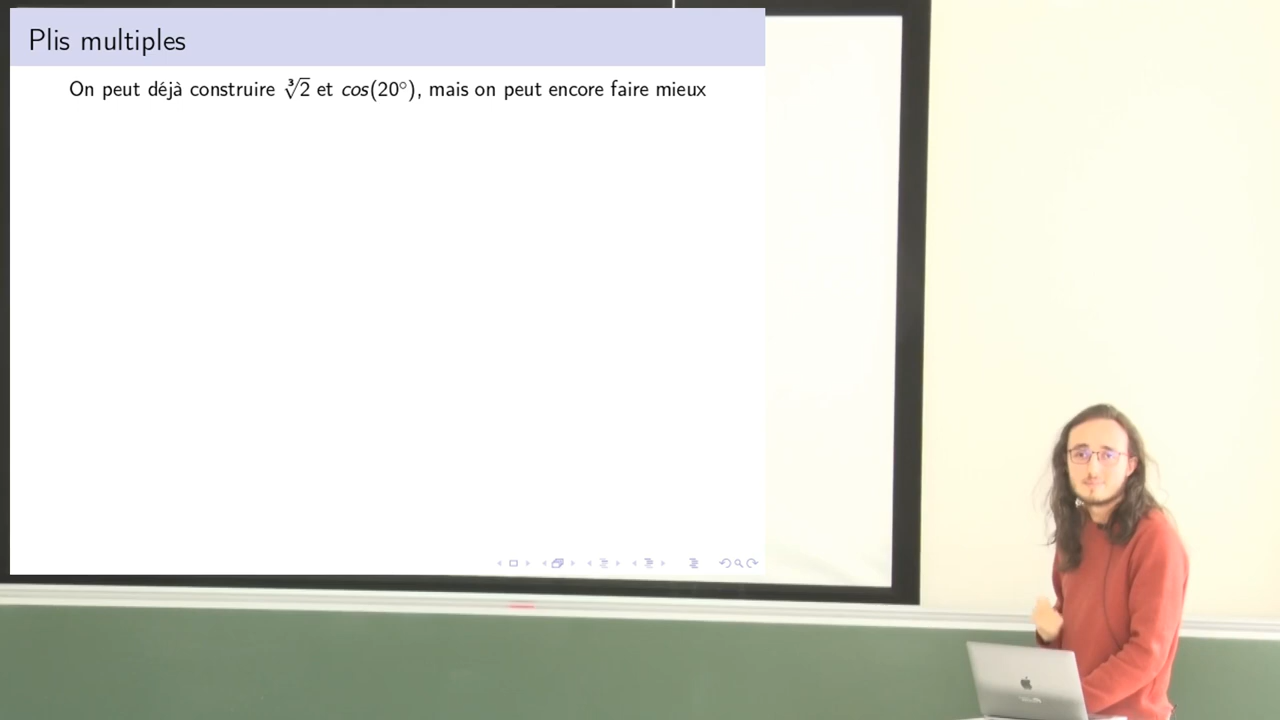 Plis multiples
On peut déjà construire ∛2 et cos(20°), mais on peut encore faire mieux